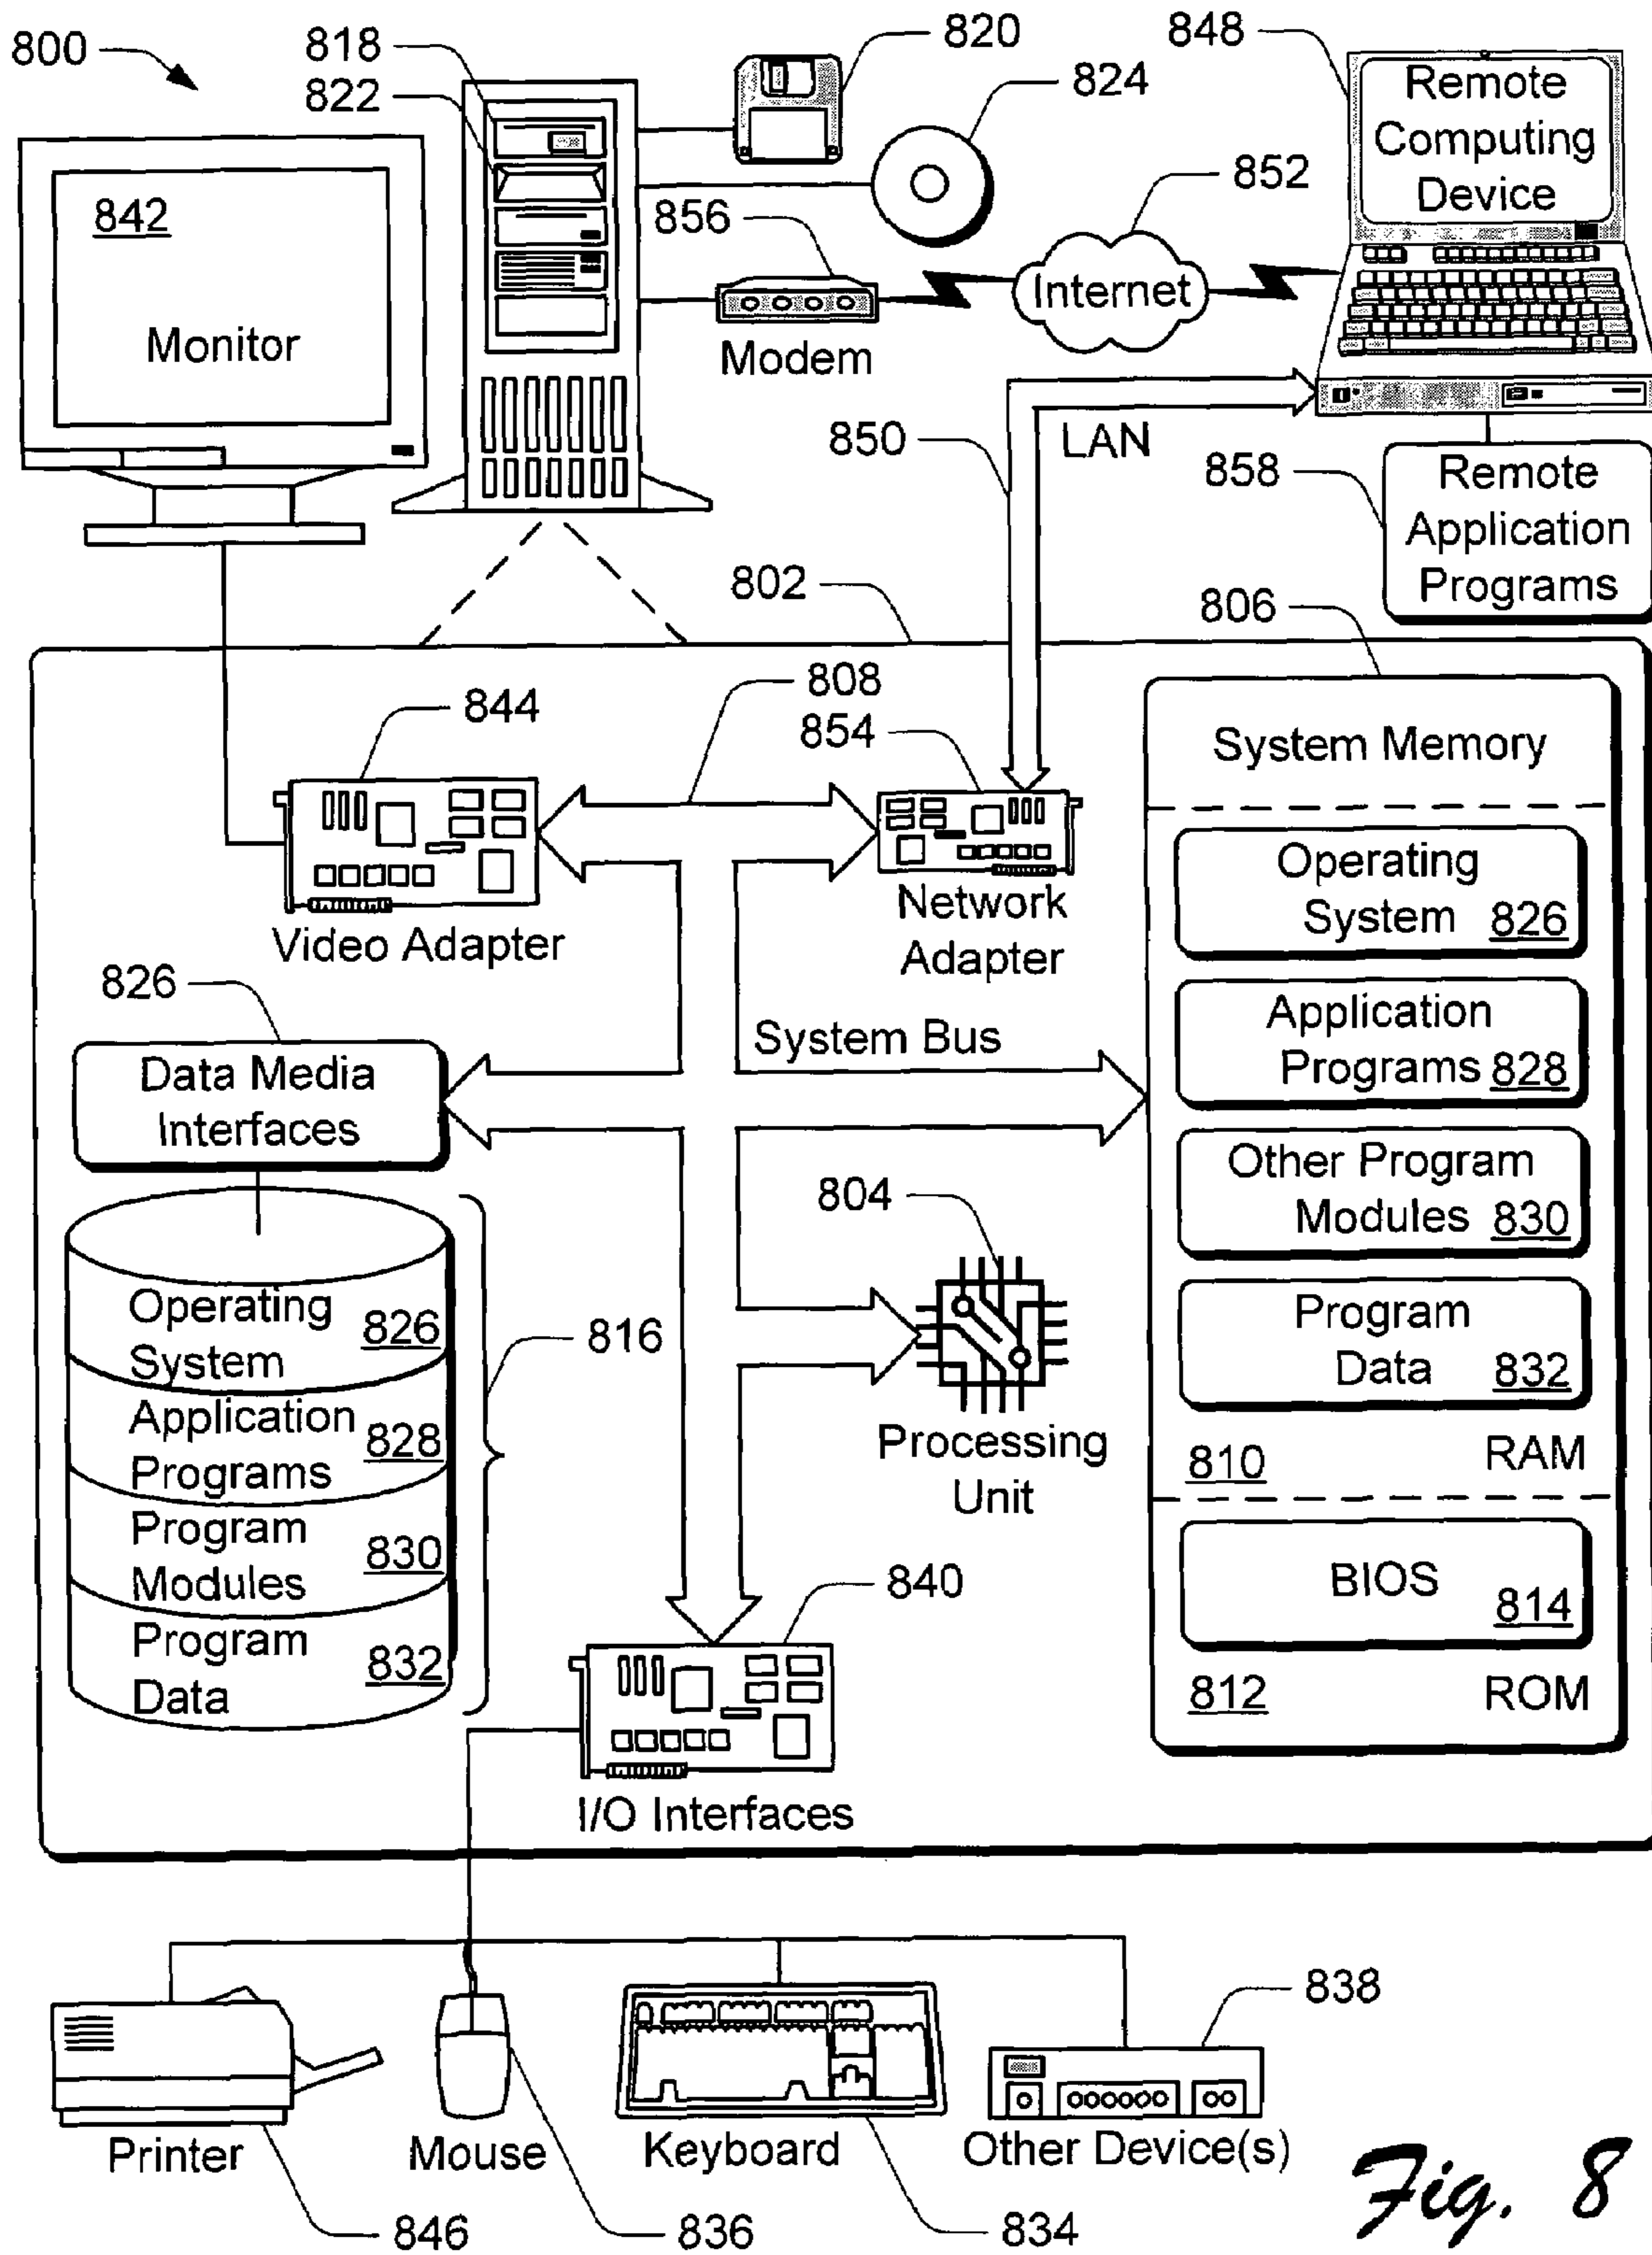 800
818
822
820
824
848
Remote
Computing
Device
842
Monitor
856
852
Internet
Modem
850
LAN
858
Remote
Application
Programs
802
806
808
844
854
System Memory
Operating
System 826
Video Adapter
Network
Adapter
826
Data Media
Interfaces
System Bus
Application
Programs 828
Other Program
Modules 830
804
Operating
System 826
816
Program
Data 832
Application
Programs 828
Processing
Unit
810 RAM
Program
Modules 830
BIOS 814
840
Program
Data 832
812 ROM
I/O Interfaces
838
Printer
Mouse
Keyboard
Other Device(s)
846
836
834
Fig. 8